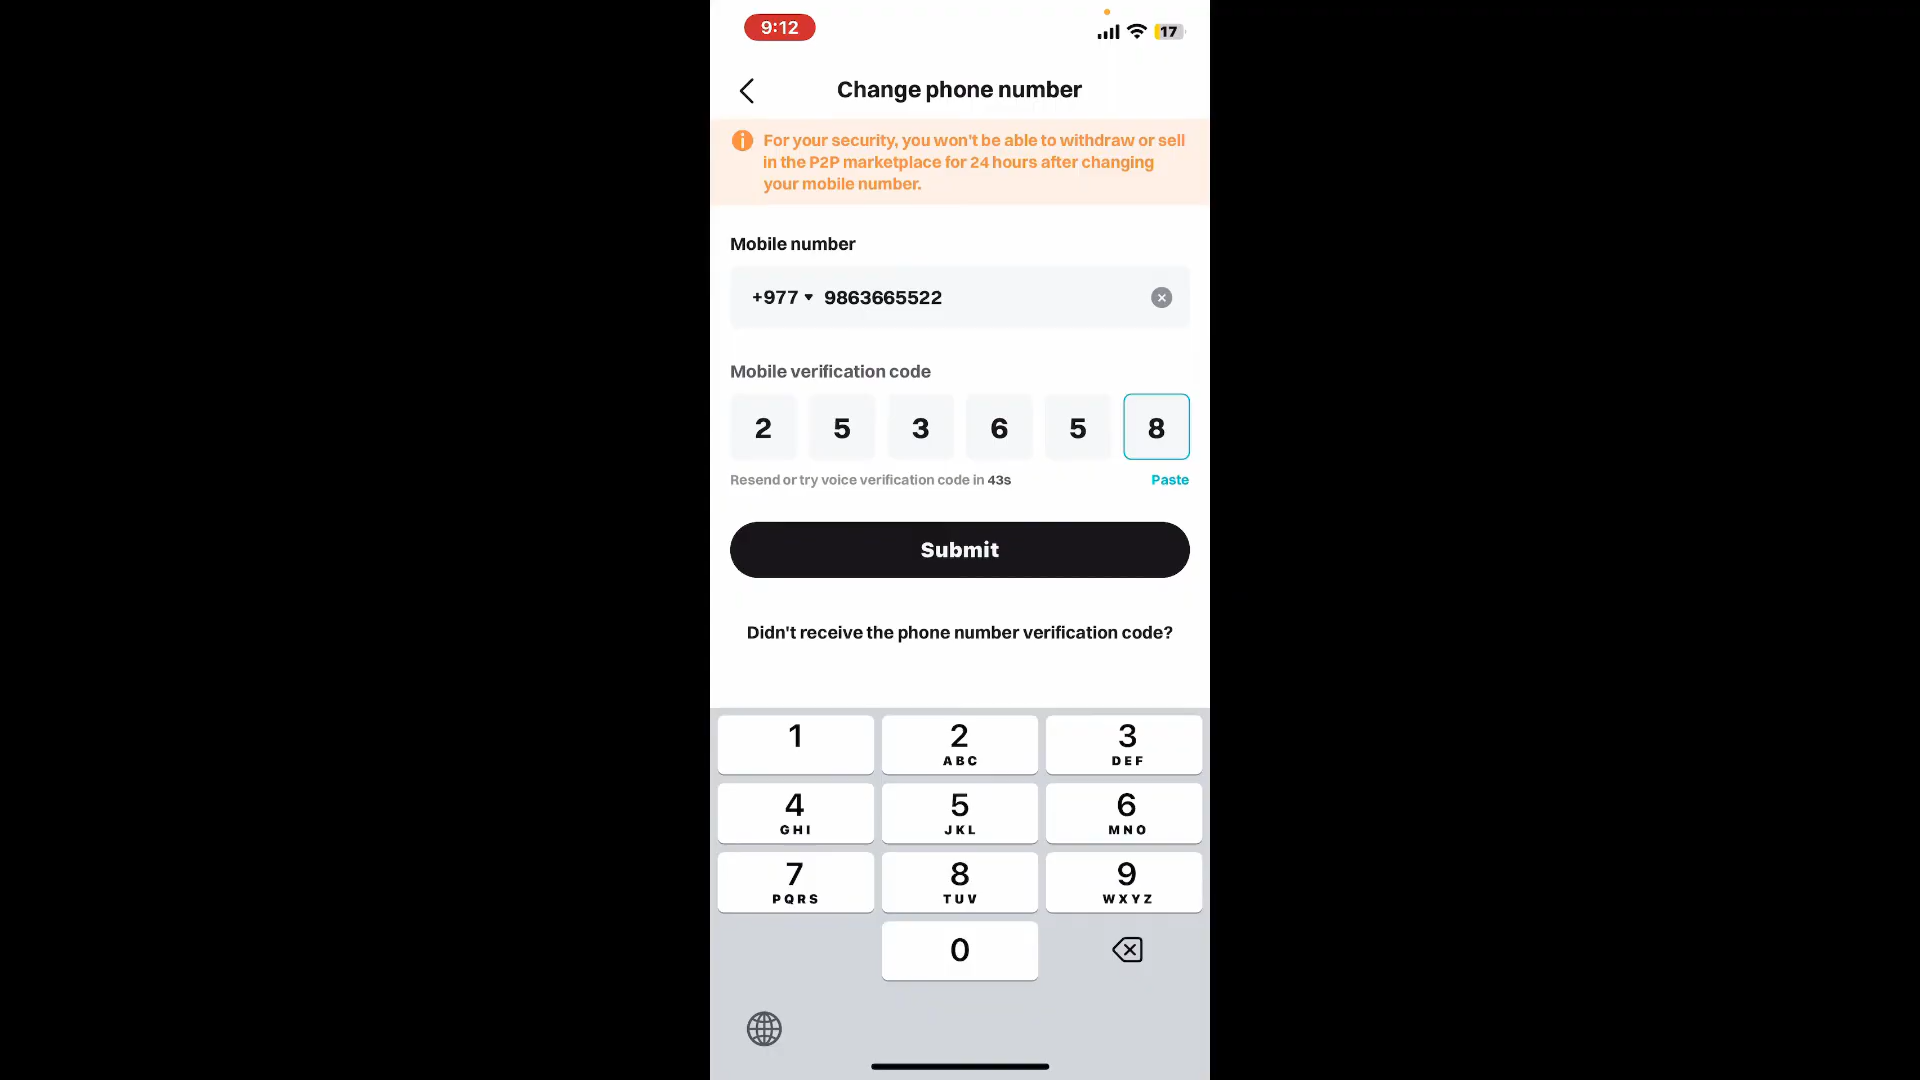 9:12
17
Change phone number
For your security, you won't be able to withdraw or sell
in the P2P marketplace for 24 hours after changing
your mobile number.
Mobile number
+977 9863665522
Mobile verification code
2 5 3 6 5 8
Resend or try voice verification code in 43s Paste
Submit
Didn't receive the phone number verification code?
1 2 3
ABC DEF
4 5 6
GHI JKL MNO
7 8 9
PQRS TUV WXYZ
0